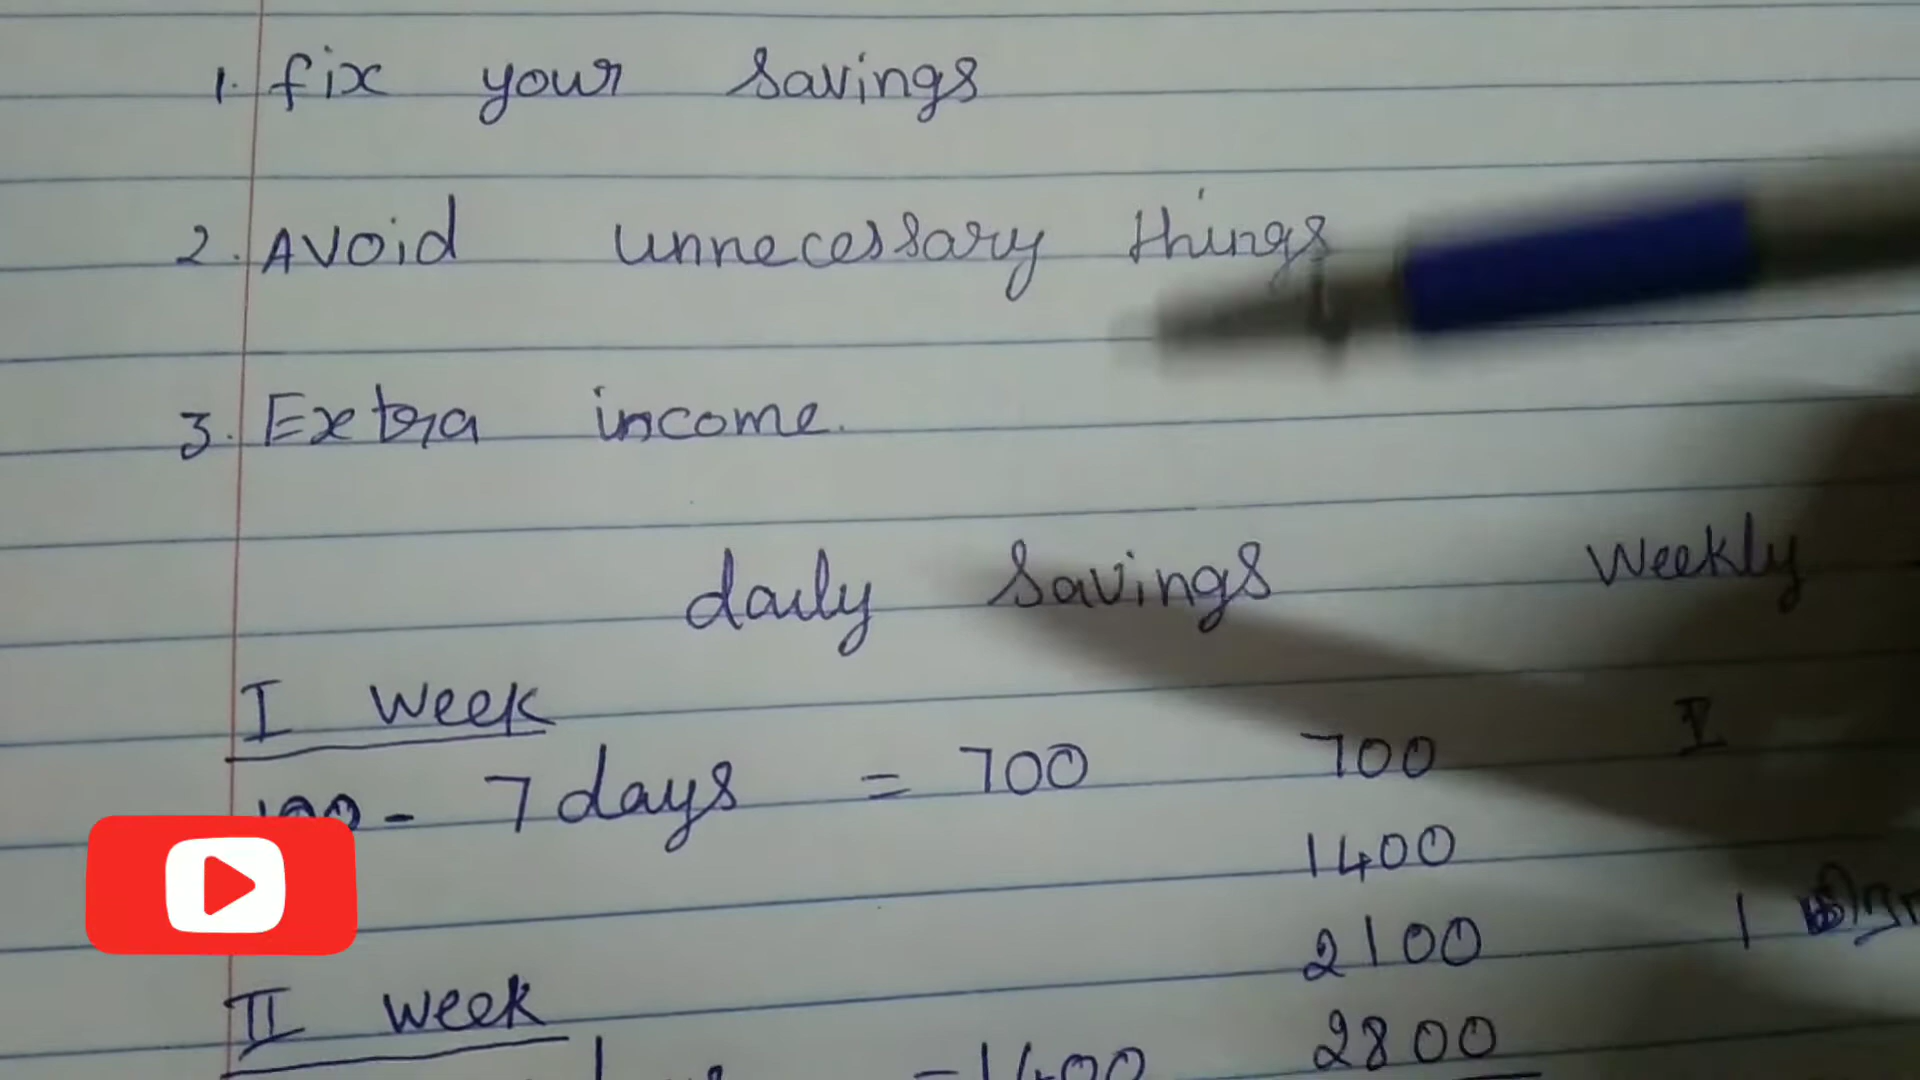 1. fix your savings
2. Avoid unnecessary things
3. Extra income.
daily savings Weekly
I week
100 - 7 days = 700 700
1400
2100
II week
2800